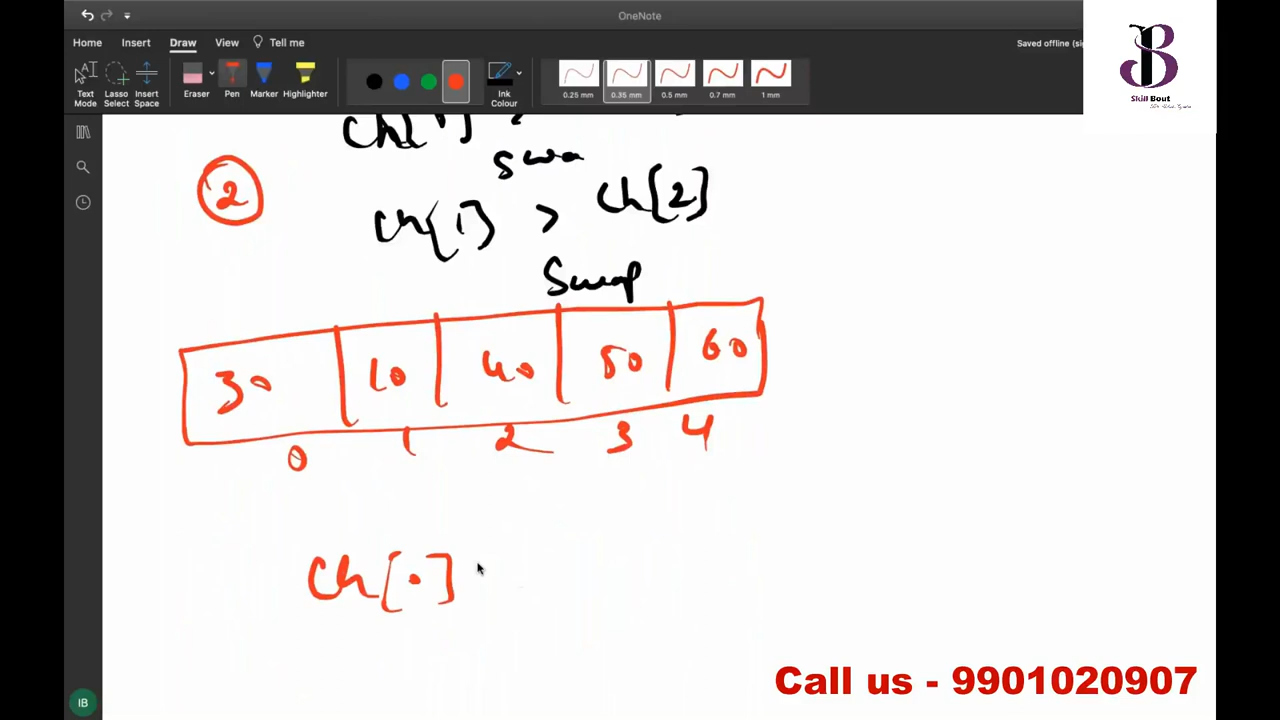 OneNote
Home Insert Draw View Tell me
Saved offline
Text Mode Lasso Select Insert Space Eraser Pen Marker Highlighter Ink Colour 0.25 mm 0.35 mm 0.5 mm 0.7 mm 1 mm
Skill Bout
Ch[1]
Swa
2
Ch[1] > Ch[2]
Swap
30 10 40 50 60
0 1 2 3 4
Ch[0]
IB
Call us - 9901020907